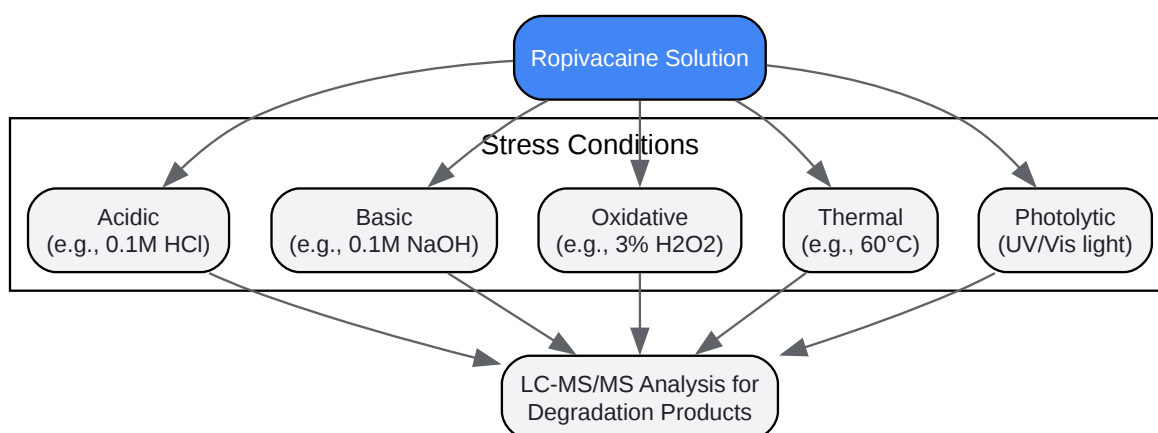 Ropivacaine Solution
Stress Conditions
Acidic
(e.g., 0.1M HCl)
Basic
(e.g., 0.1M NaOH)
Oxidative
(e.g., 3% H2O2)
Thermal
(e.g., 60°C)
Photolytic
(UV/Vis light)
LC-MS/MS Analysis for
Degradation Products